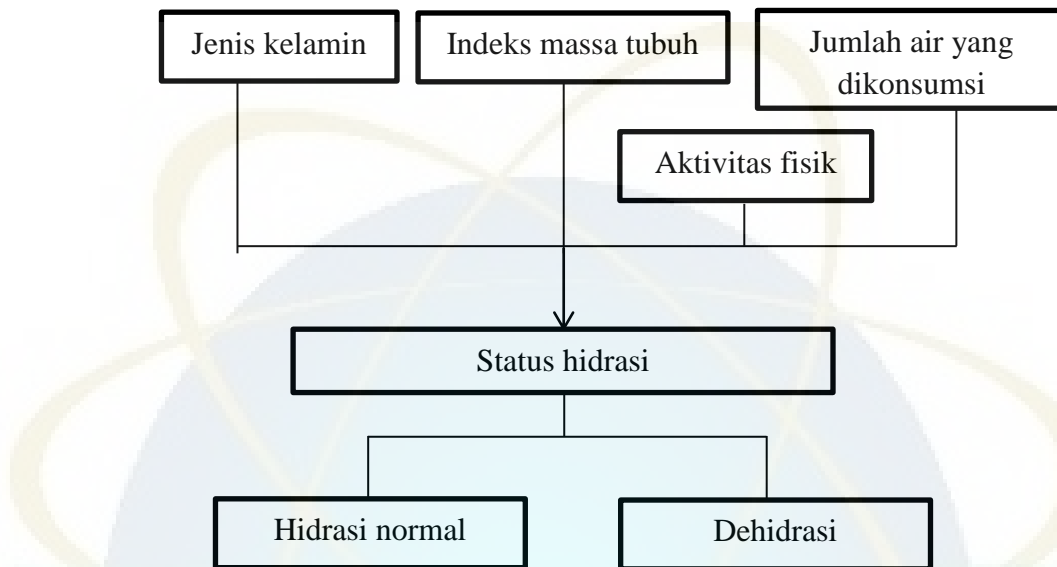 Jenis kelamin
Indeks massa tubuh
Jumlah air yang
dikonsumsi
Aktivitas fisik
Status hidrasi
Hidrasi normal
Dehidrasi